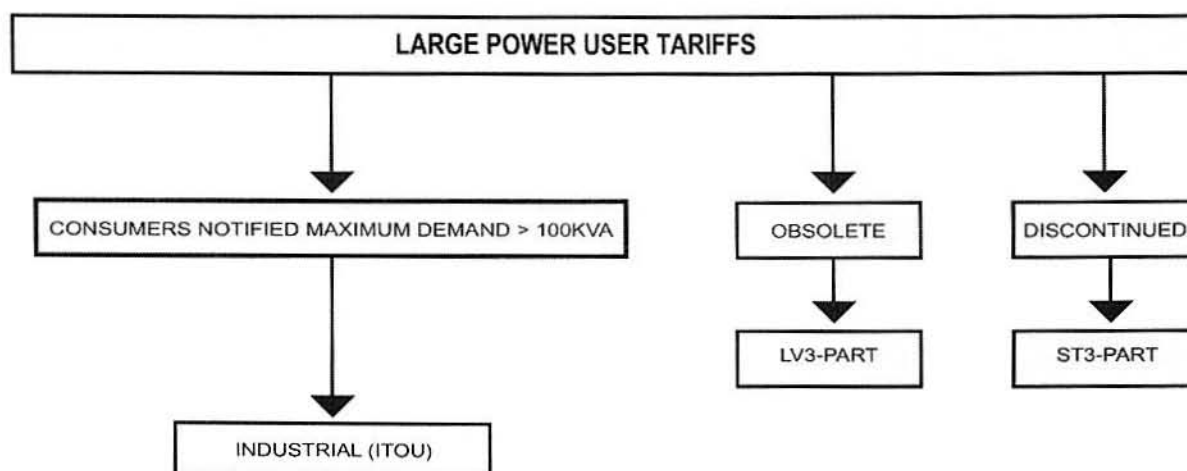 LARGE POWER USER TARIFFS
CONSUMERS NOTIFIED MAXIMUM DEMAND > 100KVA
OBSOLETE
DISCONTINUED
LV3-PART
ST3-PART
INDUSTRIAL (ITOU)